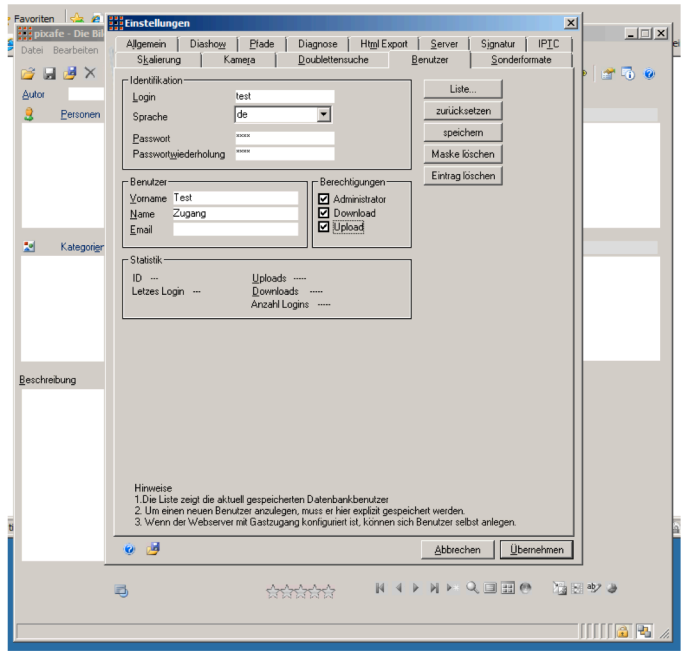 Favoriten
Einstellungen
pixafe - Die Bil
Datei Bearbeiten
Allgemein Diashow Pfade Diagnose Html Export Server Signatur IPTC
Skalierung Kamera Doublettensuche Benutzer Sonderformate
Autor
Personen
Kategorien
Beschreibung
Identifikation
Login test
Sprache de
Passwort ****
Passwortwiederholung ****
Liste...
zurücksetzen
speichern
Maske löschen
Eintrag löschen
Benutzer
Vorname Test
Name Zugang
Email
Berechtigungen
Administrator
Download
Upload
Statistik
ID ---
Letzes Login ---
Uploads -----
Downloads -----
Anzahl Logins -----
Hinweise
1.Die Liste zeigt die aktuell gespeicherten Datenbankbenutzer
2. Um einen neuen Benutzer anzulegen, muss er hier explizit gespeichert werden.
3. Wenn der Webserver mit Gastzugang konfiguriert ist, können sich Benutzer selbst anlegen.
Abbrechen Übernehmen